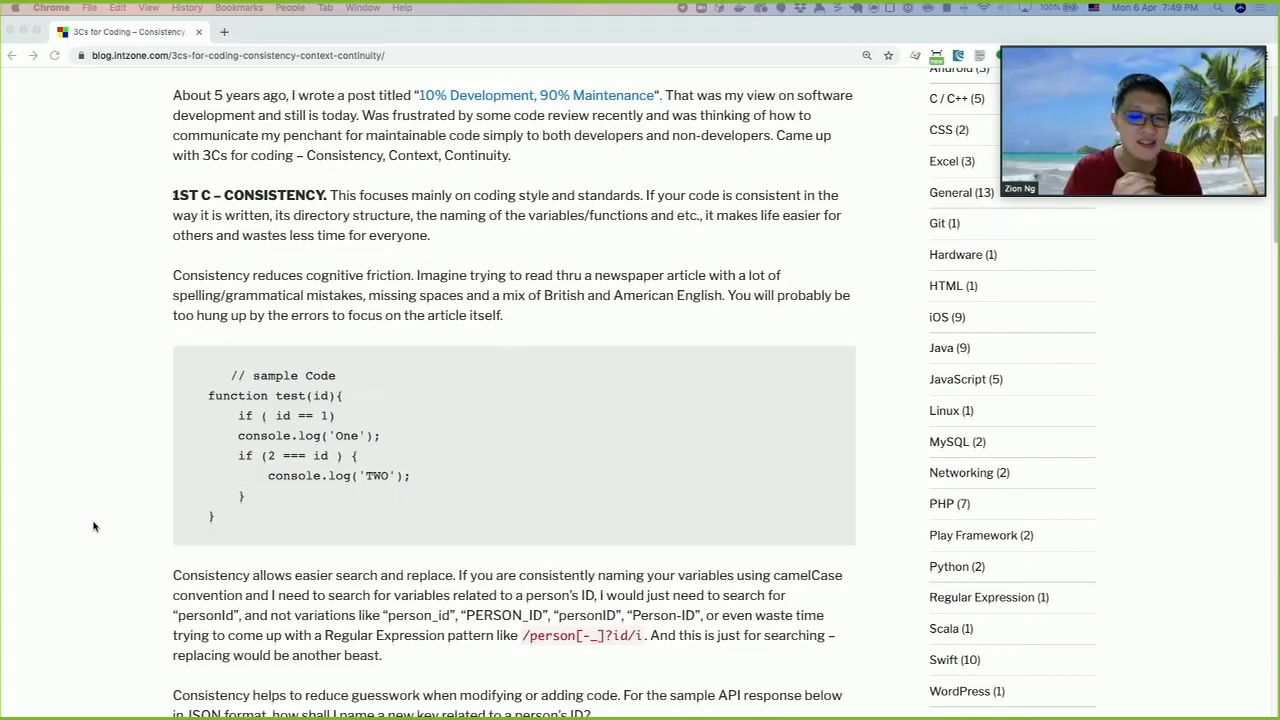 Chrome File Edit View History Bookmarks People Tab Window Help 100% Mon 6 Apr 7:49 PM
3Cs for Coding – Consistency,
blog.intzone.com/3cs-for-coding-consistency-context-continuity/
new
About 5 years ago, I wrote a post titled “10% Development, 90% Maintenance“. That was my view on software
development and still is today. Was frustrated by some code review recently and was thinking of how to
communicate my penchant for maintainable code simply to both developers and non-developers. Came up
with 3Cs for coding – Consistency, Context, Continuity.
1ST C – CONSISTENCY. This focuses mainly on coding style and standards. If your code is consistent in the
way it is written, its directory structure, the naming of the variables/functions and etc., it makes life easier for
others and wastes less time for everyone.
Consistency reduces cognitive friction. Imagine trying to read thru a newspaper article with a lot of
spelling/grammatical mistakes, missing spaces and a mix of British and American English. You will probably be
too hung up by the errors to focus on the article itself.
// sample Code
function test(id){
if ( id == 1)
console.log('One');
if (2 === id ) {
console.log('TWO');
}
}
Consistency allows easier search and replace. If you are consistently naming your variables using camelCase
convention and I need to search for variables related to a person’s ID, I would just need to search for
“personId”, and not variations like “person_id”, “PERSON_ID”, “personID”, “Person-ID”, or even waste time
trying to come up with a Regular Expression pattern like /person[-_]?id/i. And this is just for searching –
replacing would be another beast.
Consistency helps to reduce guesswork when modifying or adding code. For the sample API response below
in JSON format, how shall I name a new key related to a person’s ID?
Android (3)
C / C++ (5)
CSS (2)
Excel (3)
General (13)
Git (1)
Hardware (1)
HTML (1)
iOS (9)
Java (9)
JavaScript (5)
Linux (1)
MySQL (2)
Networking (2)
PHP (7)
Play Framework (2)
Python (2)
Regular Expression (1)
Scala (1)
Swift (10)
WordPress (1)
Zion Ng